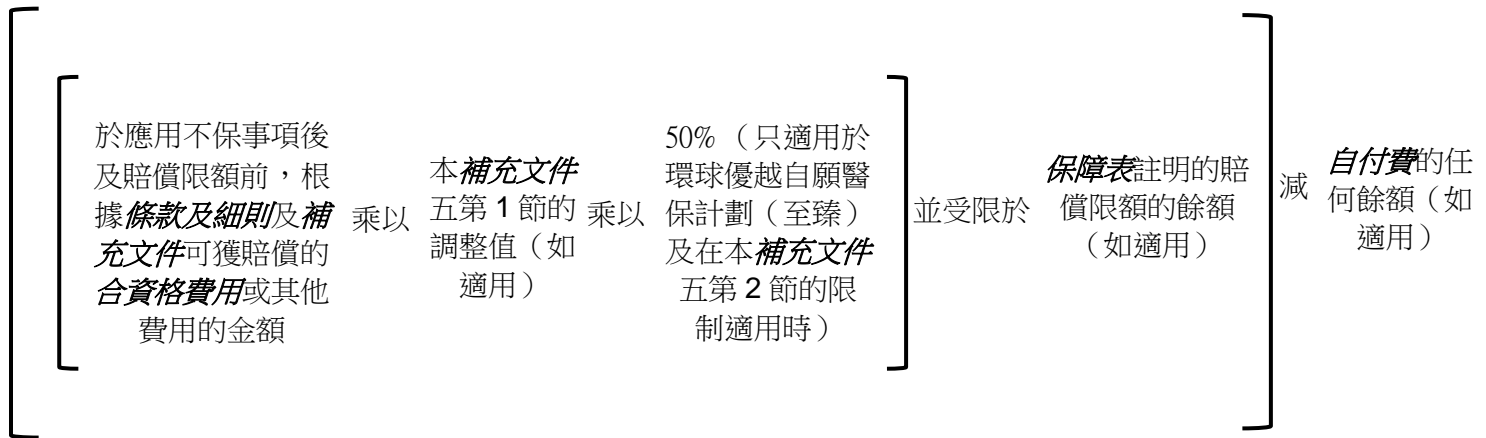 於應用不保事項後
及賠償限額前，根
據條款及細則及補
充文件可獲賠償的
合資格費用或其他
費用的金額
乘以
本補充文件
五第 1 節的
調整值（如
適用）
乘以
50% （只適用於
環球優越自願醫
保計劃（至臻）
及在本補充文件
五第 2 節的限
制適用時）
並受限於
保障表註明的賠
償限額的餘額
（如適用）
減
自付費的任
何餘額（如
適用）